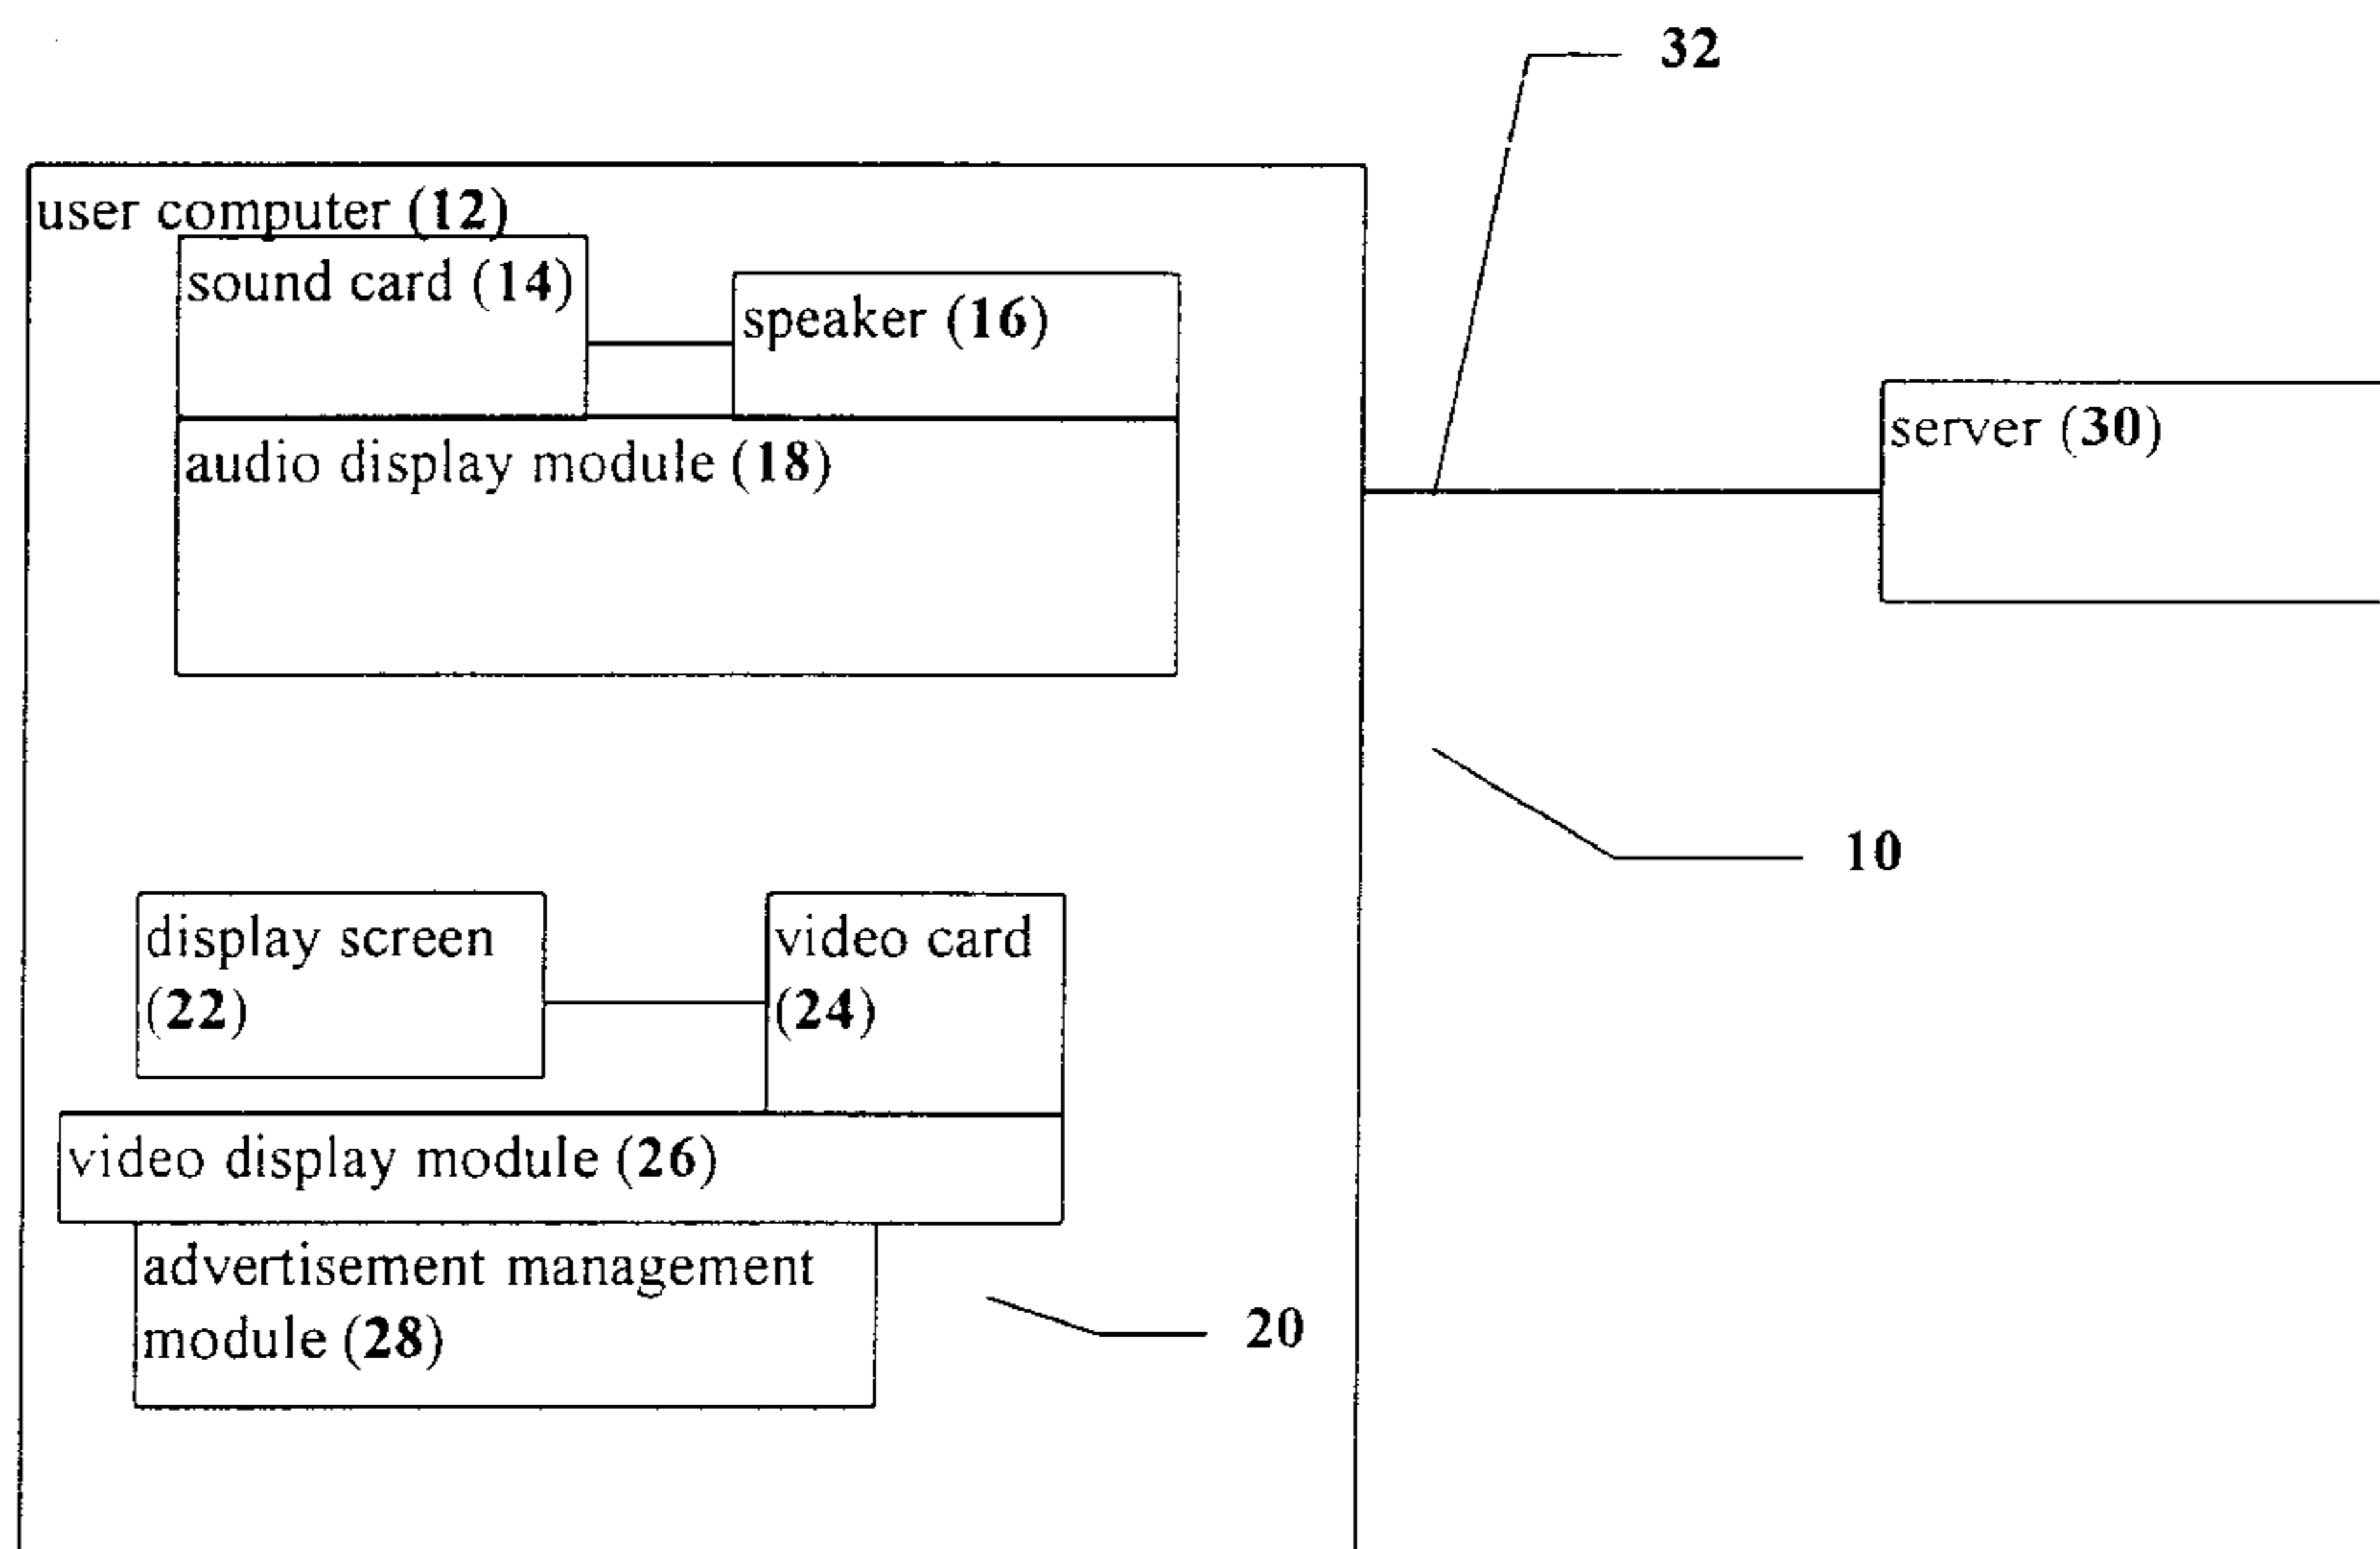 32
user computer (12)
sound card (14)
speaker (16)
server (30)
audio display module (18)
10
display screen
(22)
video card
(24)
video display module (26)
advertisement management
module (28)
20